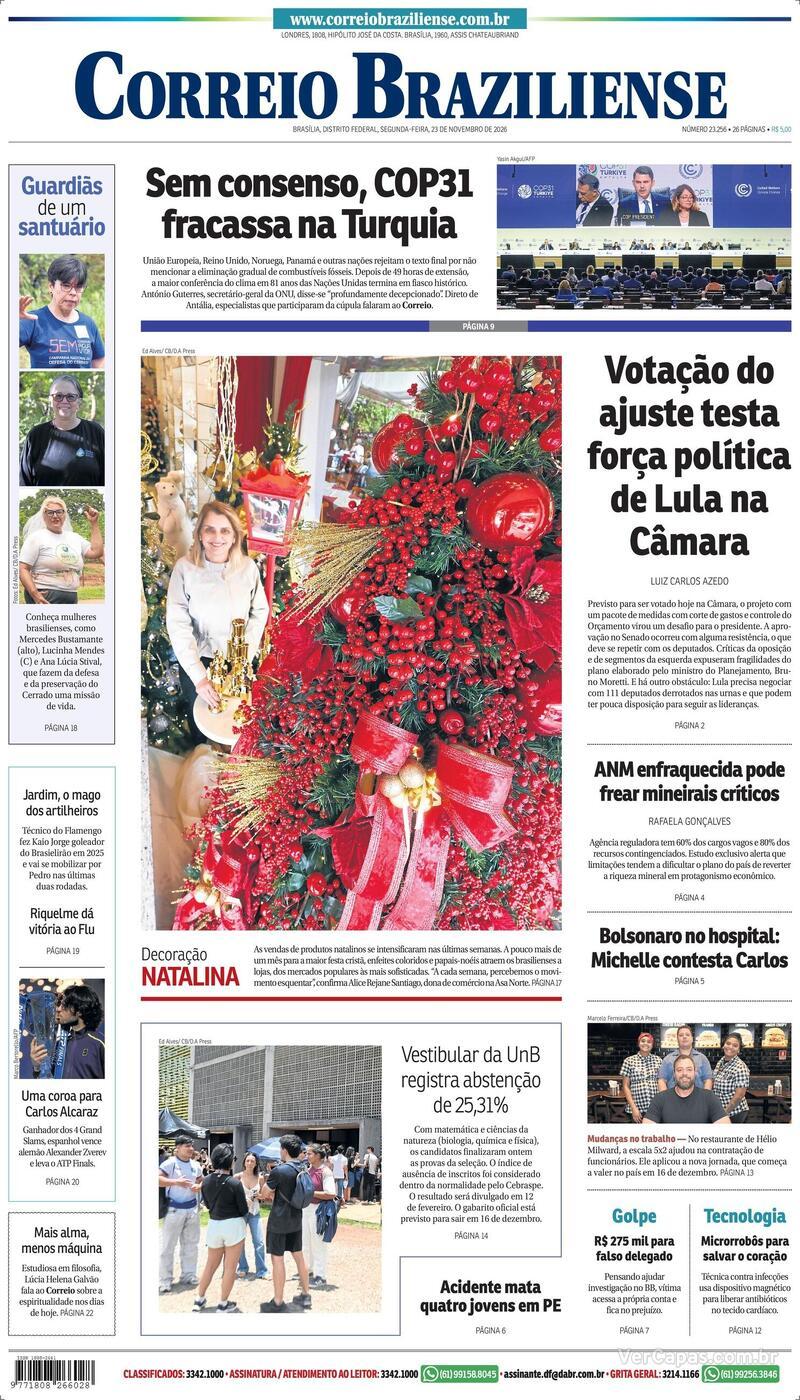 www.correiobraziliense.com.br
LONDRES, 1808, HIPÓLITO JOSÉ DA COSTA. BRASÍLIA, 1960, ASSIS CHATEAUBRIAND
CORREIO BRAZILIENSE
BRASÍLIA, DISTRITO FEDERAL, SEGUNDA-FEIRA, 23 DE NOVEMBRO DE 2026
NÚMERO 23.256 • 26 PÁGINAS • R$ 5,00
Guardiãs
de um
santuário
Fotos: Ed Alves/ CB/D.A Press
Conheça mulheres
brasilienses, como
Mercedes Bustamante
(alto), Lucinha Mendes
(C) e Ana Lúcia Stival,
que fazem da defesa
e da preservação do
Cerrado uma missão
de vida.
PÁGINA 18
Sem consenso, COP31
fracassa na Turquia
União Europeia, Reino Unido, Noruega, Panamá e outras nações rejeitam o texto final por não
mencionar a eliminação gradual de combustíveis fósseis. Depois de 49 horas de extensão,
a maior conferência do clima em 81 anos das Nações Unidas termina em fiasco histórico.
António Guterres, secretário-geral da ONU, disse-se "profundamente decepcionado". Direto de
Antália, especialistas que participaram da cúpula falaram ao Correio.
Yasin Akgul/AFP
COP31
TÜRKIYE
COP PRESIDENT
PÁGINA 9
Ed Alves/ CB/D.A Press
Decoração
NATALINA
As vendas de produtos natalinos se intensificaram nas últimas semanas. A pouco mais de
um mês para a maior festa cristã, enfeites coloridos e papais-noéis atraem os brasilienses a
lojas, dos mercados populares às mais sofisticadas. "A cada semana, percebemos o movi-
mento esquentar", confirma Alice Rejane Santiago, dona de comércio na Asa Norte. PÁGINA 17
Votação do
ajuste testa
força política
de Lula na
Câmara
LUIZ CARLOS AZEDO
Previsto para ser votado hoje na Câmara, o projeto com
um pacote de medidas com corte de gastos e controle do
Orçamento virou um desafio para o presidente. A apro-
vação no Senado ocorreu com alguma resistência, o que
deve se repetir com os deputados. Críticas da oposição
e de segmentos da esquerda expuseram fragilidades do
plano elaborado pelo ministro do Planejamento, Bru-
no Moretti. E há outro obstáculo: Lula precisa negociar
com 111 deputados derrotados nas urnas e que podem
ter pouca disposição para seguir as lideranças.
PÁGINA 2
ANM enfraquecida pode
frear mineirais críticos
RAFAELA GONÇALVES
Agência reguladora tem 60% dos cargos vagos e 80% dos
recursos contingenciados. Estudo exclusivo alerta que
limitações tendem a dificultar o plano do país de reverter
a riqueza mineral em protagonismo econômico.
PÁGINA 4
Bolsonaro no hospital:
Michelle contesta Carlos
PÁGINA 5
Marcelo Ferreira/CB/D.A Press
Mudanças no trabalho — No restaurante de Hélio
Milward, a escala 5x2 ajudou na contratação de
funcionários. Ele aplicou a nova jornada, que começa
a valer no país em 16 de dezembro. PÁGINA 13
Golpe
R$ 275 mil para
falso delegado
Pensando ajudar
investigação no BB, vítima
acessa a própria conta e
fica no prejuízo.
PÁGINA 7
Tecnologia
Microrrobôs para
salvar o coração
Técnica contra infecções
usa dispositivo magnético
para liberar antibióticos
no tecido cardíaco.
PÁGINA 12
Jardim, o mago
dos artilheiros
Técnico do Flamengo
fez Kaio Jorge goleador
do Brasielirão em 2025
e vai se mobilizar por
Pedro nas últimas
duas rodadas.
Riquelme dá
vitória ao Flu
PÁGINA 19
Uma coroa para
Carlos Alcaraz
Ganhador dos 4 Grand
Slams, espanhol vence
alemão Alexander Zverev
e leva o ATP Finals.
PÁGINA 20
Mais alma,
menos máquina
Estudiosa em filosofia,
Lúcia Helena Galvão
fala ao Correio sobre a
espiritualidade nos dias
de hoje. PÁGINA 22
Ed Alves/ CB/D.A Press
Vestibular da UnB
registra abstenção
de 25,31%
Com matemática e ciências da
natureza (biologia, química e física),
os candidatos finalizaram ontem
as provas da seleção. O índice de
ausência de inscritos foi considerado
dentro da normalidade pelo Cebraspe.
O resultado será divulgado em 12
de fevereiro. O gabarito oficial está
previsto para sair em 16 de dezembro.
PÁGINA 14
Acidente mata
quatro jovens em PE
PÁGINA 6
9 771808 266028
CLASSIFICADOS: 3342.1000 • ASSINATURA / ATENDIMENTO AO LEITOR: 3342.1000 (61) 99158.8045 • assinante.df@dabr.com.br • GRITA GERAL: 3214.1166 (61) 99256.3846
VerCapas.com.br